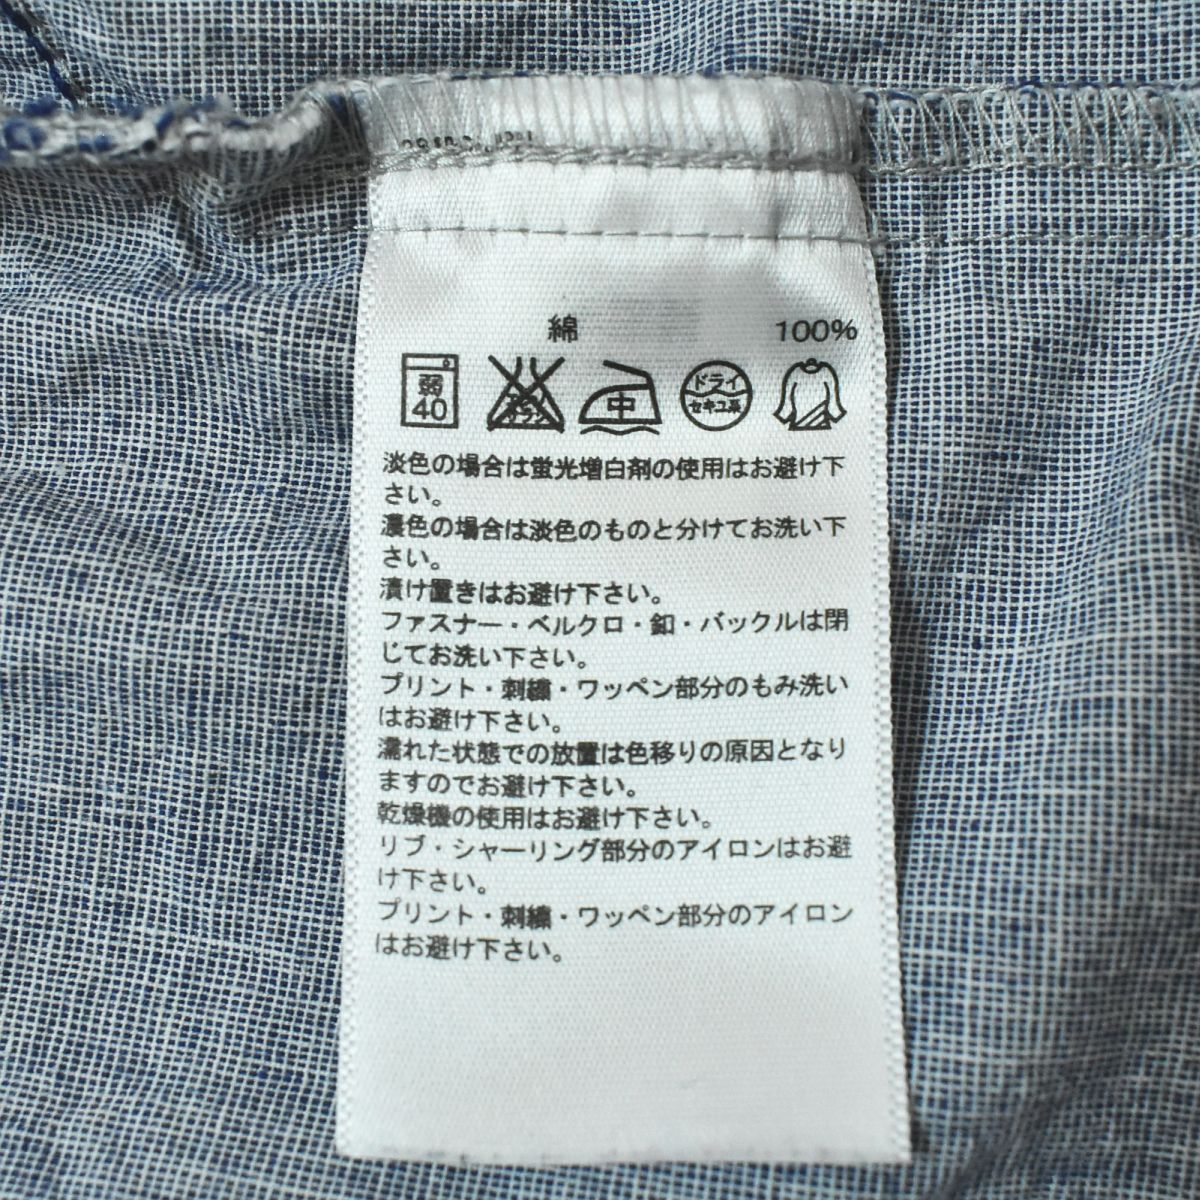 綿 100%
弱
40
中
ドライ
セキユ系
淡色の場合は蛍光増白剤の使用はお避け下
さい。
濃色の場合は淡色のものと分けてお洗い下
さい。
漬け置きはお避け下さい。
ファスナー・ベルクロ・釦・バックルは閉
じてお洗い下さい。
プリント・刺繍・ワッペン部分のもみ洗い
はお避け下さい。
濡れた状態での放置は色移りの原因となり
ますのでお避け下さい。
乾燥機の使用はお避け下さい。
リブ・シャーリング部分のアイロンはお避
け下さい。
プリント・刺繍・ワッペン部分のアイロン
はお避け下さい。